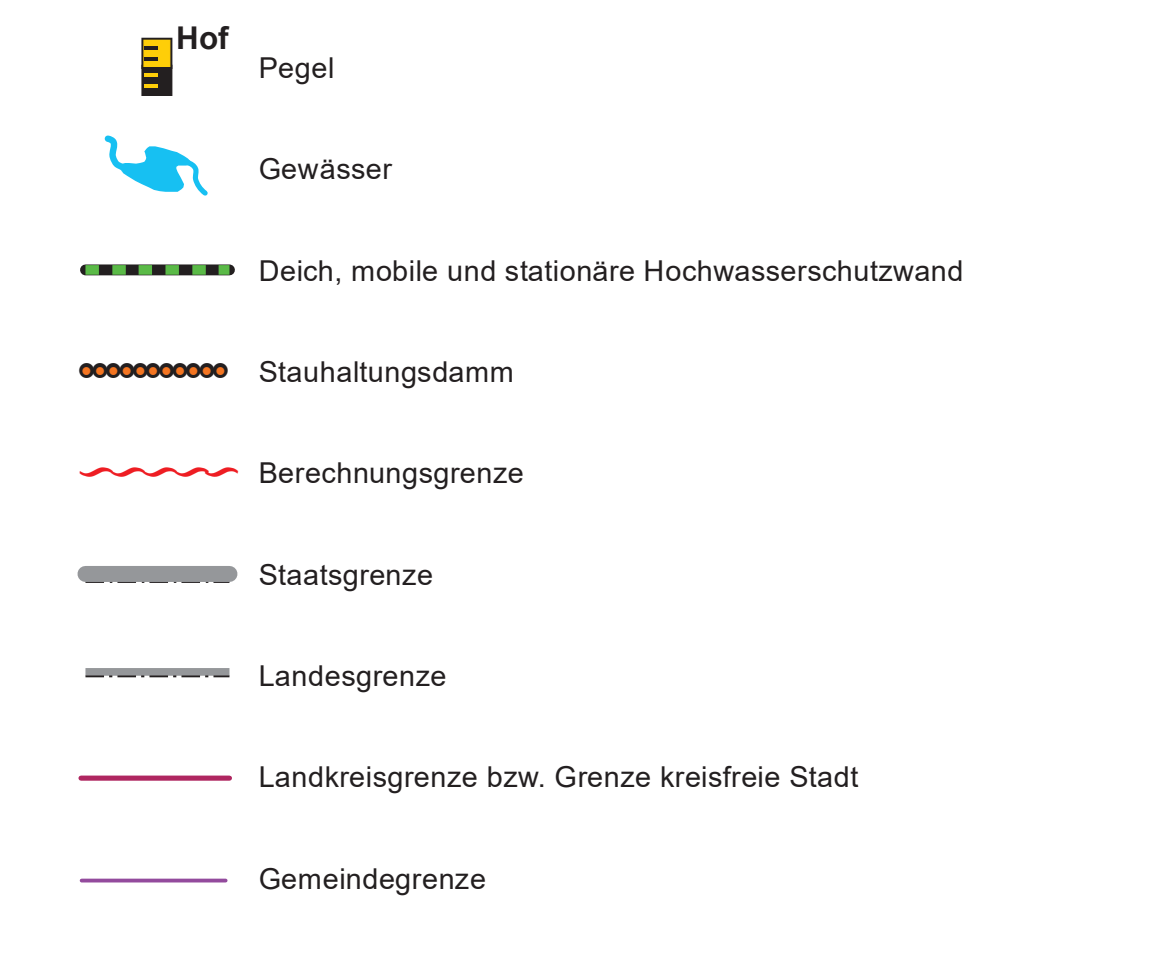 Hof
Pegel
Gewässer
Deich, mobile und stationäre Hochwasserschutzwand
Stauhaltungsdamm
Berechnungsgrenze
Staatsgrenze
Landesgrenze
Landkreisgrenze bzw. Grenze kreisfreie Stadt
Gemeindegrenze